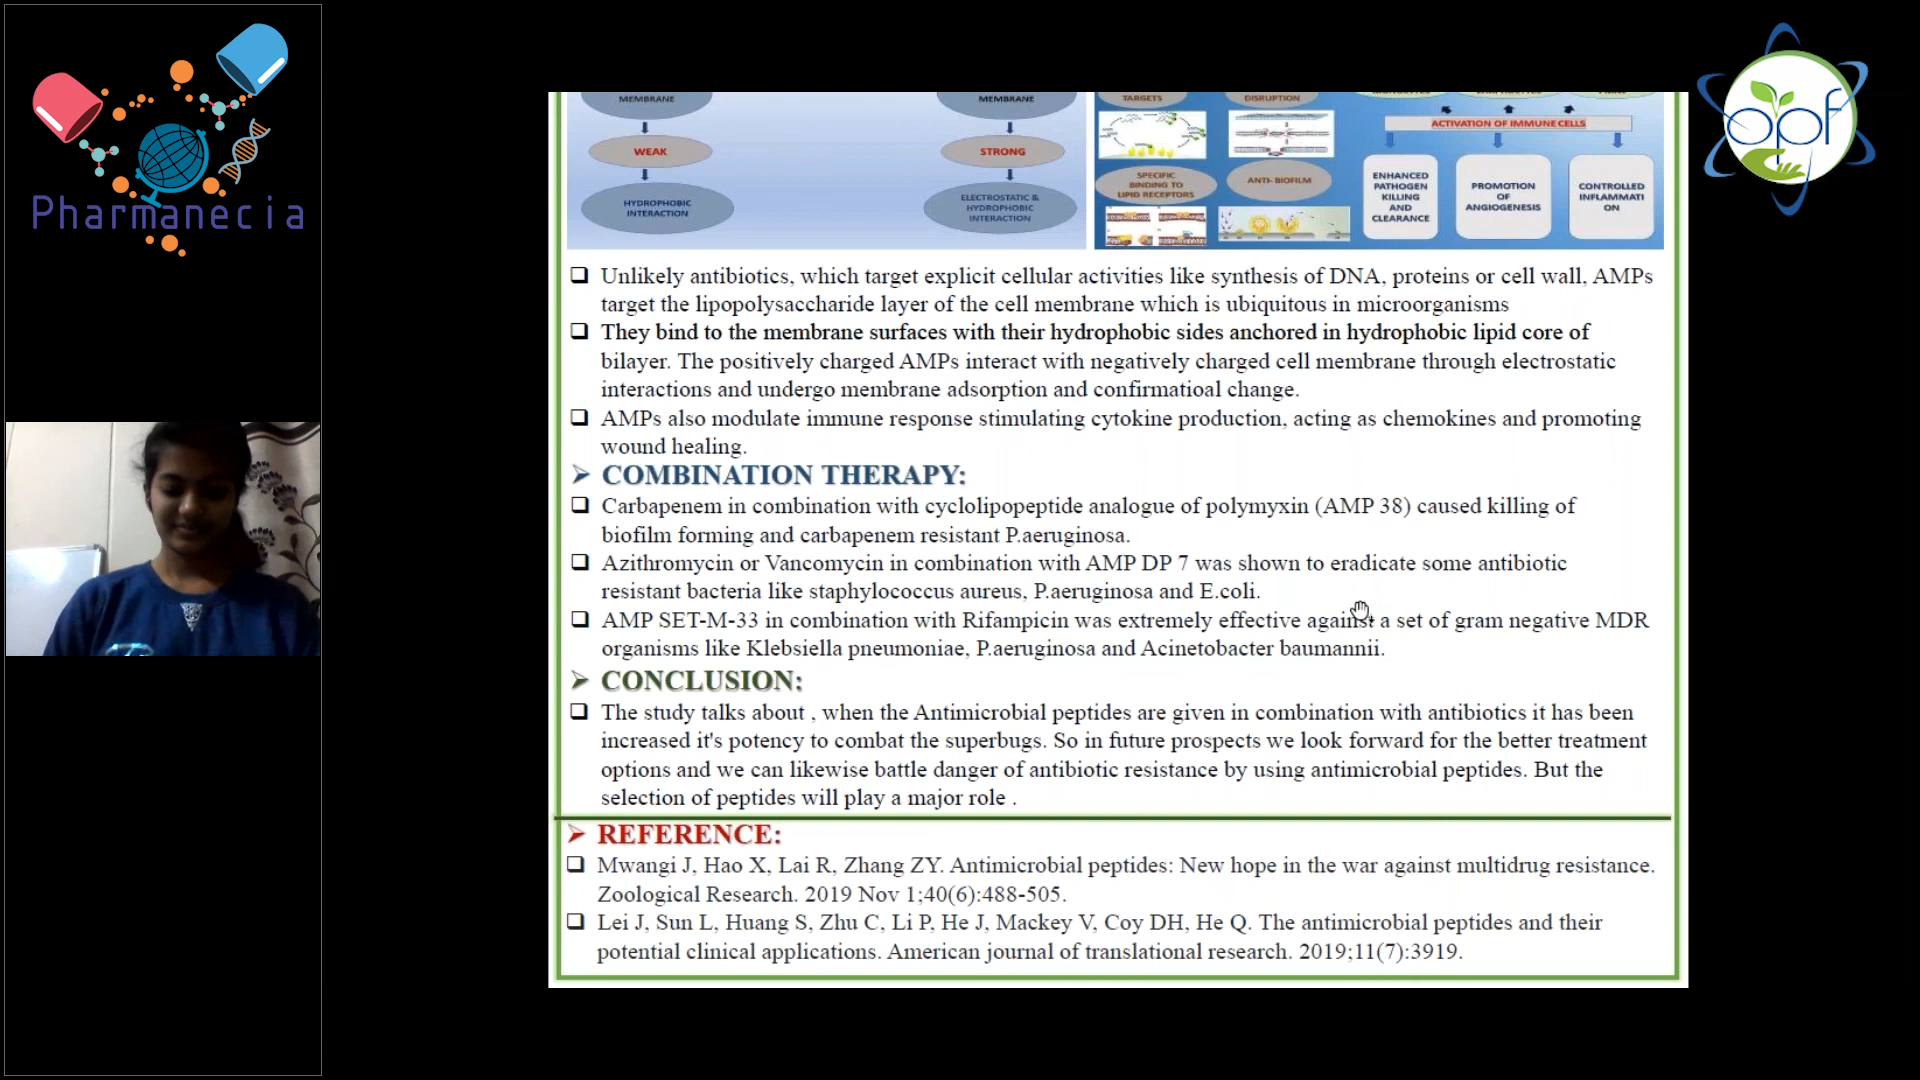 Pharmanecia
opf
MEMBRANE
WEAK
HYDROPHOBIC
INTERACTION
MEMBRANE
STRONG
ELECTROSTATIC &
HYDROPHOBIC
INTERACTION
TARGETS
SPECIFIC
BINDING TO
LIPID RECEPTORS
DISRUPTION
ANTI- BIOFILM
ACTIVATION OF IMMUNE CELLS
ENHANCED
PATHOGEN
KILLING
AND
CLEARANCE
PROMOTION
OF
ANGIOGENESIS
CONTROLLED
INFLAMMATI
ON
❑ Unlikely antibiotics, which target explicit cellular activities like synthesis of DNA, proteins or cell wall, AMPs
target the lipopolysaccharide layer of the cell membrane which is ubiquitous in microorganisms
❑ They bind to the membrane surfaces with their hydrophobic sides anchored in hydrophobic lipid core of
bilayer. The positively charged AMPs interact with negatively charged cell membrane through electrostatic
interactions and undergo membrane adsorption and confirmatioal change.
❑ AMPs also modulate immune response stimulating cytokine production, acting as chemokines and promoting
wound healing.
➢ COMBINATION THERAPY:
❑ Carbapenem in combination with cyclolipopeptide analogue of polymyxin (AMP 38) caused killing of
biofilm forming and carbapenem resistant P.aeruginosa.
❑ Azithromycin or Vancomycin in combination with AMP DP 7 was shown to eradicate some antibiotic
resistant bacteria like staphylococcus aureus, P.aeruginosa and E.coli.
❑ AMP SET-M-33 in combination with Rifampicin was extremely effective against a set of gram negative MDR
organisms like Klebsiella pneumoniae, P.aeruginosa and Acinetobacter baumannii.
➢ CONCLUSION:
❑ The study talks about , when the Antimicrobial peptides are given in combination with antibiotics it has been
increased it's potency to combat the superbugs. So in future prospects we look forward for the better treatment
options and we can likewise battle danger of antibiotic resistance by using antimicrobial peptides. But the
selection of peptides will play a major role .
➢ REFERENCE:
❑ Mwangi J, Hao X, Lai R, Zhang ZY. Antimicrobial peptides: New hope in the war against multidrug resistance.
Zoological Research. 2019 Nov 1;40(6):488-505.
❑ Lei J, Sun L, Huang S, Zhu C, Li P, He J, Mackey V, Coy DH, He Q. The antimicrobial peptides and their
potential clinical applications. American journal of translational research. 2019;11(7):3919.